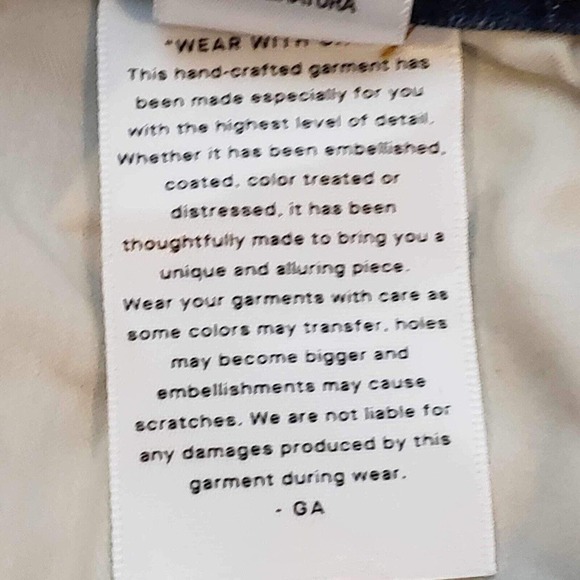 "WEAR WITH
This hand-crafted garment has
been made especially for you
with the highest level of detail.
Whether it has been embellished,
coated, color treated or
distressed, it has been
thoughtfully made to bring you a
unique and alluring piece.
Wear your garments with care as
some colors may transfer, holes
may become bigger and
embellishments may cause
scratches. We are not liable for
any damages produced by this
garment during wear.
- GA